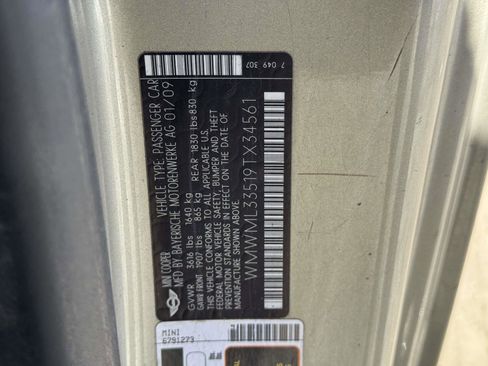 MINI COOPER
VEHICLE TYPE: PASSENGER CAR
MFD BY BAYERISCHE MOTORENWERKE AG 01/09
GVWR 3616 lbs 1640 kg
GAWR FRONT 1907 lbs 865 kg REAR 1830 lbs 830 kg
THIS VEHICLE CONFORMS TO ALL APPLICABLE U.S.
FEDERAL MOTOR VEHICLE SAFETY, BUMPER AND THEFT
PREVENTION STANDARDS IN EFFECT ON THE DATE OF
MANUFACTURE SHOWN ABOVE.
WMWML33519TX34561
7 049 307
MINI
6791273